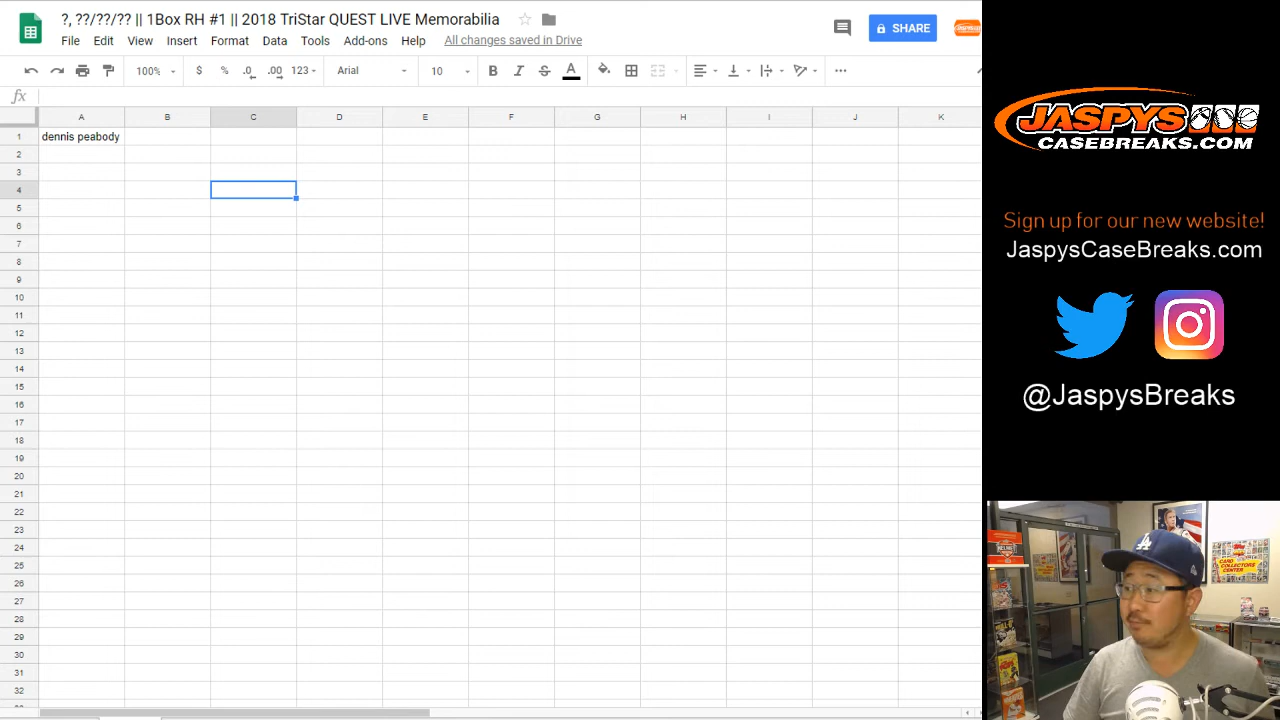 ?, ??/??/?? || 1Box RH #1 || 2018 TriStar QUEST LIVE Memorabilia
File Edit View Insert Format Tools Add-ons Help All changes saved in Drive
SHARE
100% $ % .0 .00 123 Arial 10 B I S A
fx
A B C D E F G H I J K
1 dennis peabody
2
3
4
5
6
7
8
9
10
11
12
13
14
15
16
17
18
19
20
21
22
23
24
25
26
27
28
29
30
31
32
JASPYS
CASEBREAKS.COM
Sign up for our new website!
JaspysCaseBreaks.com
@JaspysBreaks
LA
CARD
COLLECTORS
CENTER